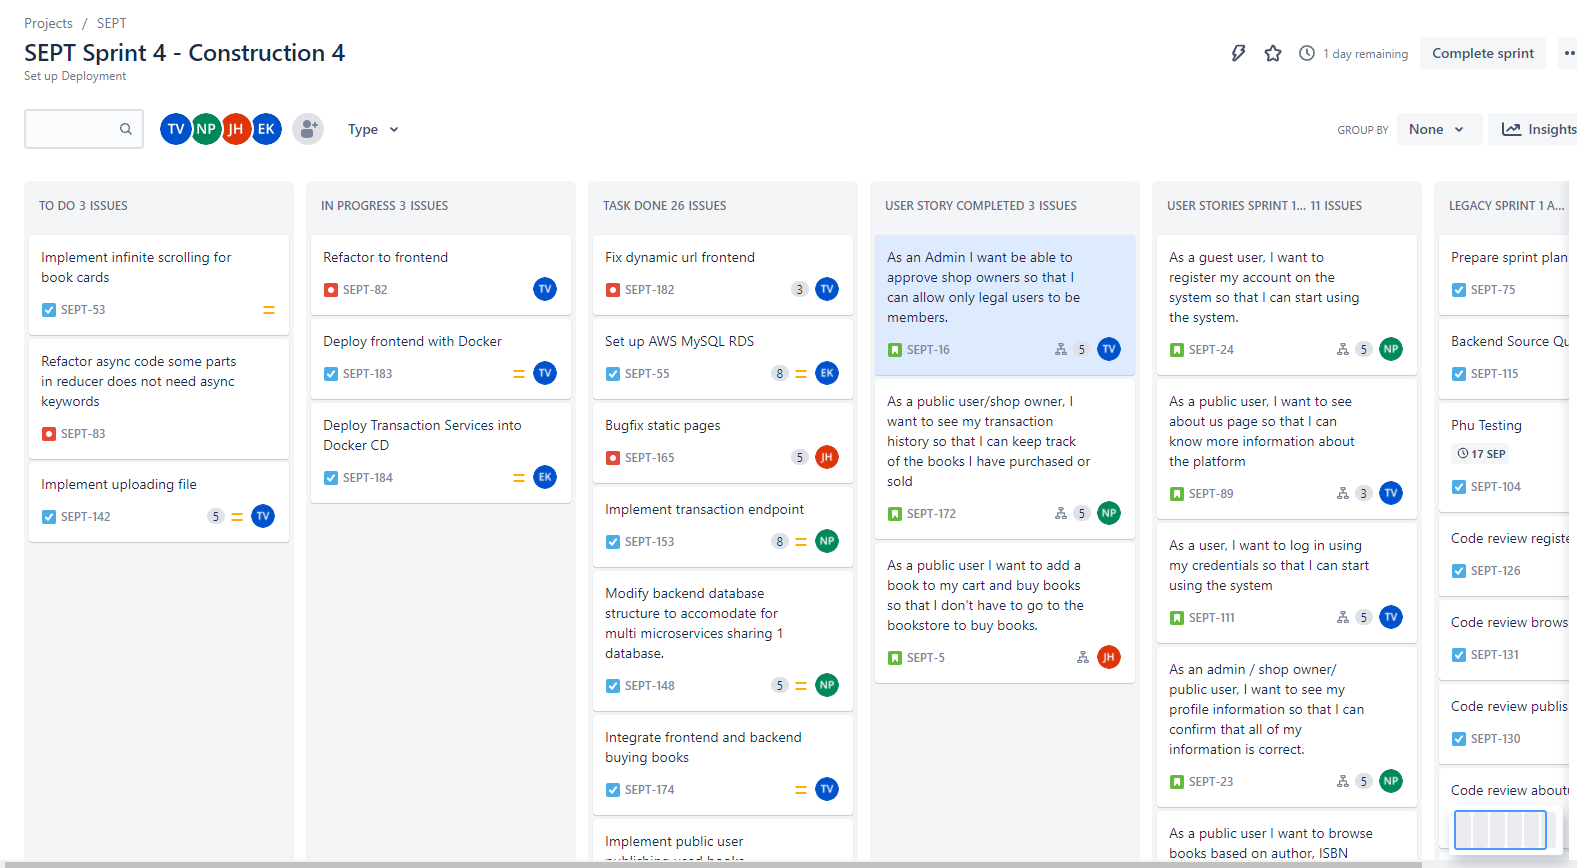 Projects / SEPT
SEPT Sprint 4 - Construction 4
Set up Deployment
1 day remaining
Complete sprint
TV
NP
JH
EK
Type
GROUP BY
None
Insights
TO DO 3 ISSUES
Implement infinite scrolling for
book cards
SEPT-53
Refactor async code some parts
in reducer does not need async
keywords
SEPT-83
Implement uploading file
SEPT-142 5 TV
IN PROGRESS 3 ISSUES
Refactor to frontend
SEPT-82 TV
Deploy frontend with Docker
SEPT-183 TV
Deploy Transaction Services into
Docker CD
SEPT-184 EK
TASK DONE 26 ISSUES
Fix dynamic url frontend
SEPT-182 3 TV
Set up AWS MySQL RDS
SEPT-55 8 EK
Bugfix static pages
SEPT-165 5 JH
Implement transaction endpoint
SEPT-153 8 NP
Modify backend database
structure to accomodate for
multi microservices sharing 1
database.
SEPT-148 5 NP
Integrate frontend and backend
buying books
SEPT-174 TV
Implement public user
publishing used books
USER STORY COMPLETED 3 ISSUES
As an Admin I want be able to
approve shop owners so that I
can allow only legal users to be
members.
SEPT-16 5 TV
As a public user/shop owner, I
want to see my transaction
history so that I can keep track
of the books I have purchased or
sold
SEPT-172 5 NP
As a public user I want to add a
book to my cart and buy books
so that I don't have to go to the
bookstore to buy books.
SEPT-5 JH
USER STORIES SPRINT 1... 11 ISSUES
As a guest user, I want to
register my account on the
system so that I can start using
the system.
SEPT-24 5 NP
As a public user, I want to see
about us page so that I can
know more information about
the platform
SEPT-89 3 TV
As a user, I want to log in using
my credentials so that I can start
using the system
SEPT-111 5 TV
As an admin / shop owner/
public user, I want to see my
profile information so that I can
confirm that all of my
information is correct.
SEPT-23 5 NP
As a public user I want to browse
books based on author, ISBN
LEGACY SPRINT 1 A...
Prepare sprint plan
SEPT-75
Backend Source Qu
SEPT-115
Phu Testing
17 SEP
SEPT-104
Code review registe
SEPT-126
Code review brows
SEPT-131
Code review publis
SEPT-130
Code review about